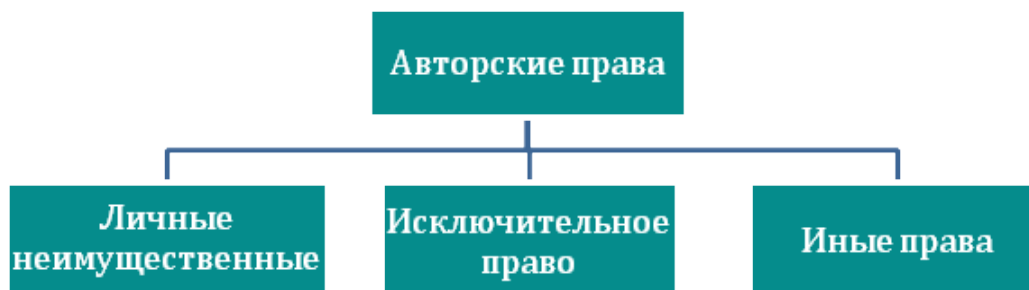 Авторские права
Личные
неимущественные
Исключительное
право
Иные права